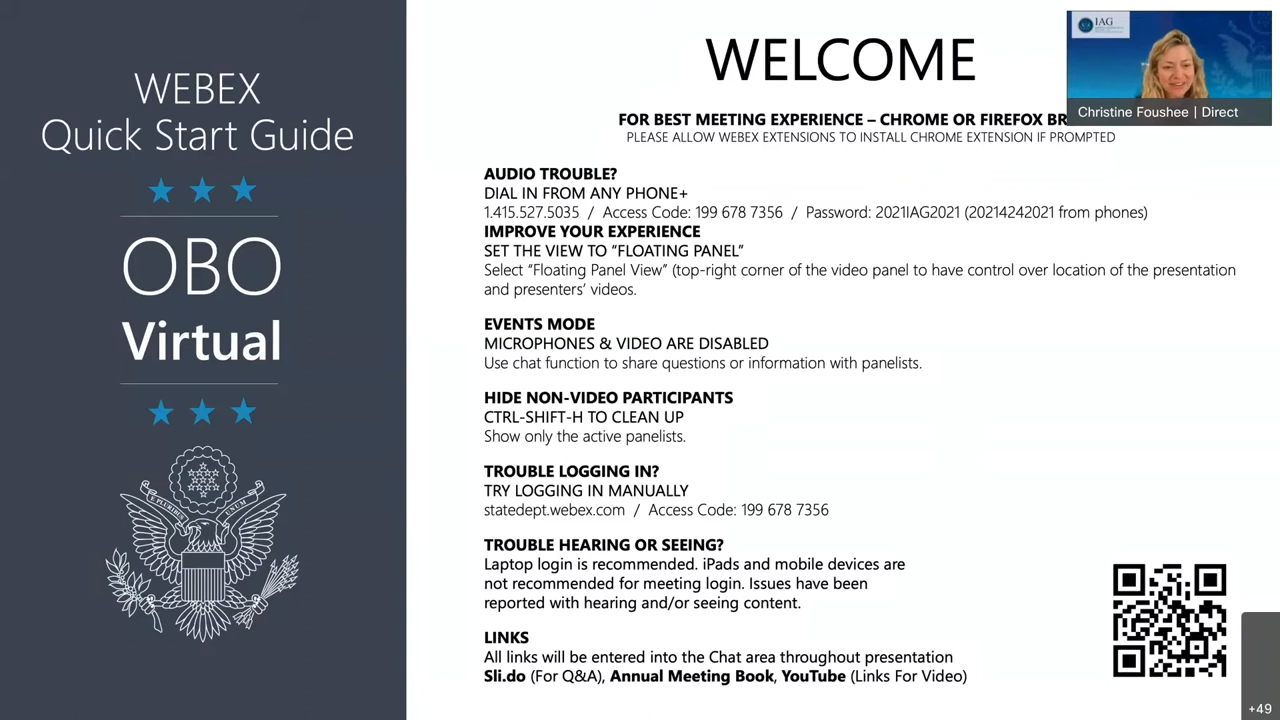 WEBEX
Quick Start Guide
OBO
Virtual
E PLURIBUS UNUM
WELCOME
IAG
Christine Foushee | Direct
FOR BEST MEETING EXPERIENCE – CHROME OR FIREFOX BR
PLEASE ALLOW WEBEX EXTENSIONS TO INSTALL CHROME EXTENSION IF PROMPTED
AUDIO TROUBLE?
DIAL IN FROM ANY PHONE+
1.415.527.5035 / Access Code: 199 678 7356 / Password: 2021IAG2021 (20214242021 from phones)
IMPROVE YOUR EXPERIENCE
SET THE VIEW TO “FLOATING PANEL”
Select “Floating Panel View” (top-right corner of the video panel to have control over location of the presentation
and presenters’ videos.
EVENTS MODE
MICROPHONES & VIDEO ARE DISABLED
Use chat function to share questions or information with panelists.
HIDE NON-VIDEO PARTICIPANTS
CTRL-SHIFT-H TO CLEAN UP
Show only the active panelists.
TROUBLE LOGGING IN?
TRY LOGGING IN MANUALLY
statedept.webex.com / Access Code: 199 678 7356
TROUBLE HEARING OR SEEING?
Laptop login is recommended. iPads and mobile devices are
not recommended for meeting login. Issues have been
reported with hearing and/or seeing content.
LINKS
All links will be entered into the Chat area throughout presentation
Sli.do (For Q&A), Annual Meeting Book, YouTube (Links For Video)
+49